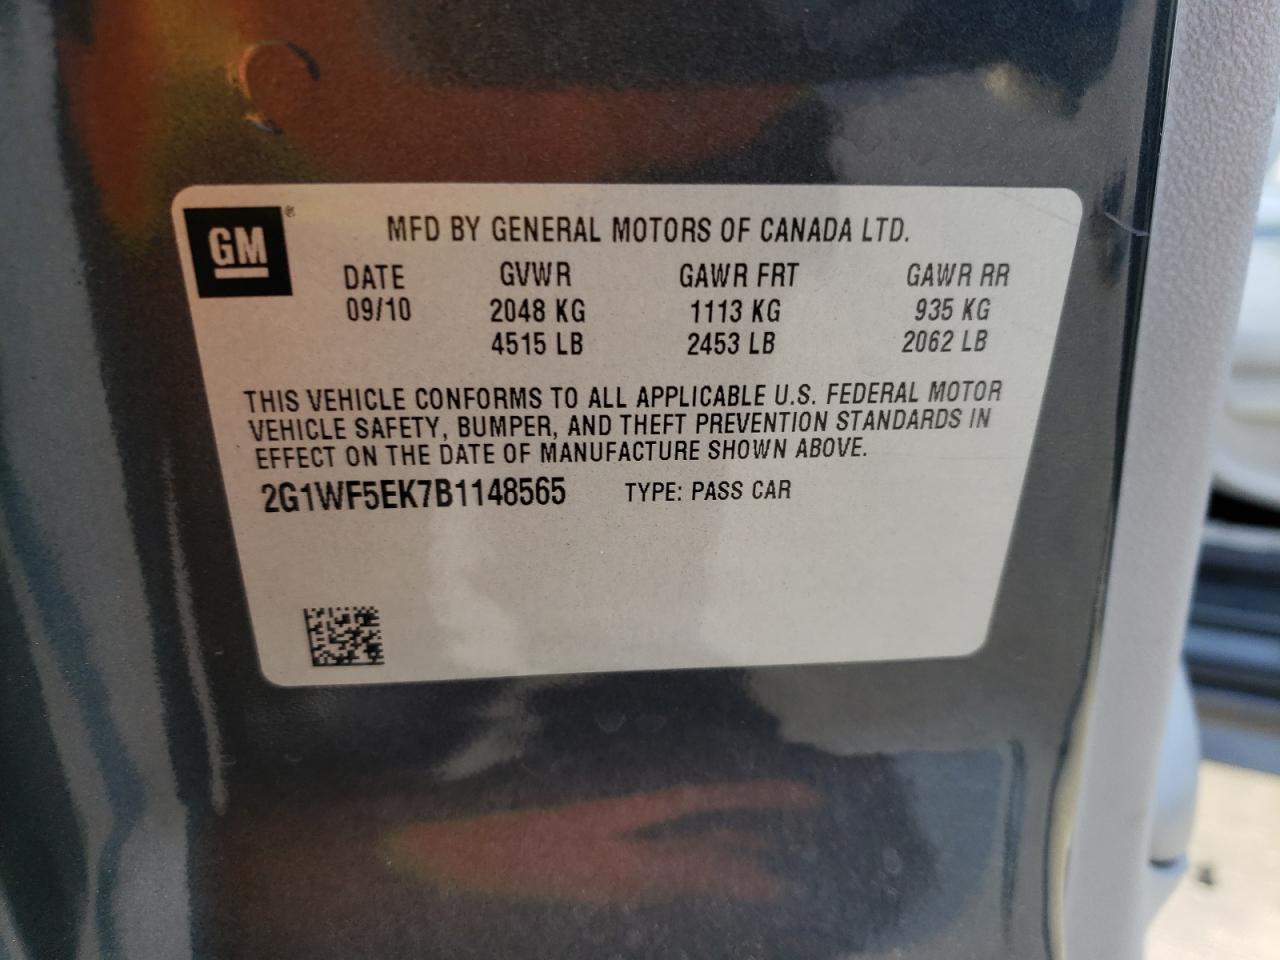 GM ®
MFD BY GENERAL MOTORS OF CANADA LTD.
DATE GVWR GAWR FRT GAWR RR
09/10 2048 KG 1113 KG 935 KG
4515 LB 2453 LB 2062 LB
THIS VEHICLE CONFORMS TO ALL APPLICABLE U.S. FEDERAL MOTOR
VEHICLE SAFETY, BUMPER, AND THEFT PREVENTION STANDARDS IN
EFFECT ON THE DATE OF MANUFACTURE SHOWN ABOVE.
2G1WF5EK7B1148565 TYPE: PASS CAR